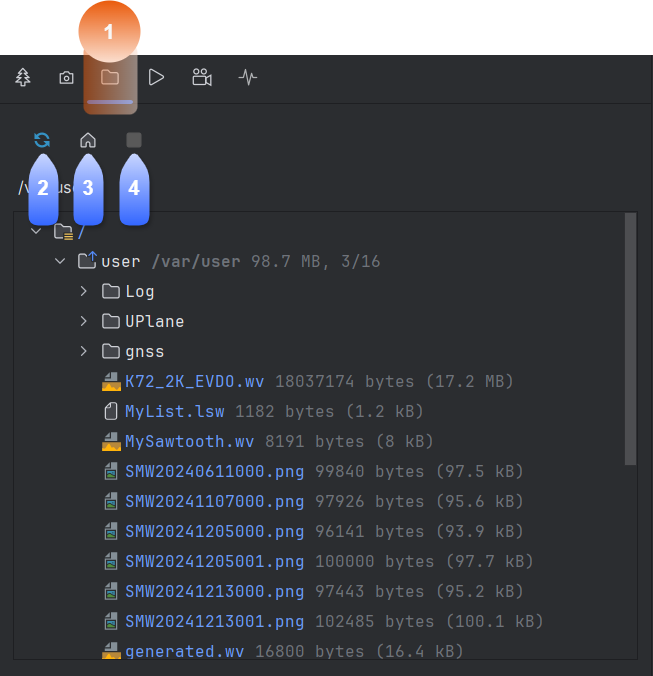 1
2
3
4
/
/
user /var/user 98.7 MB, 3/16
Log
UPlane
gnss
K72_2K_EVDO.wv 18037174 bytes (17.2 MB)
MyList.lsw 1182 bytes (1.2 kB)
MySawtooth.wv 8191 bytes (8 kB)
SMW20240611000.png 99840 bytes (97.5 kB)
SMW20241107000.png 97926 bytes (95.6 kB)
SMW20241205000.png 96141 bytes (93.9 kB)
SMW20241205001.png 100000 bytes (97.7 kB)
SMW20241213000.png 97443 bytes (95.2 kB)
SMW20241213001.png 102485 bytes (100.1 kB)
generated.wv 16800 bytes (16.4 kB)